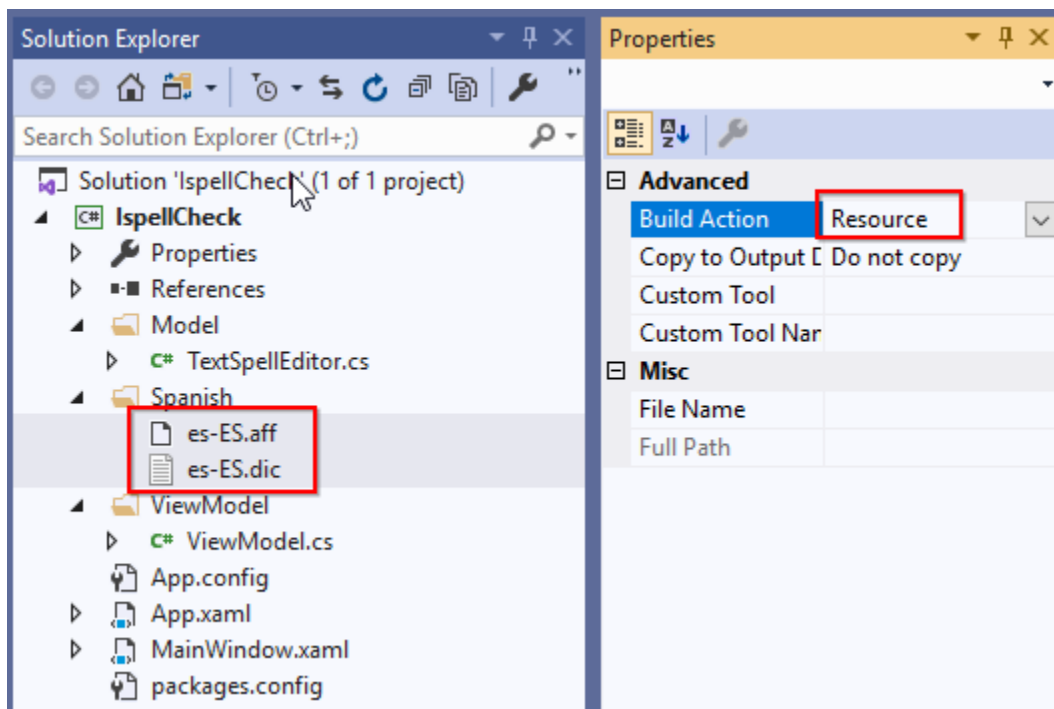 Solution Explorer
Search Solution Explorer (Ctrl+;)
Solution 'IspellCheck' (1 of 1 project)
C# IspellCheck
Properties
References
Model
C# TextSpellEditor.cs
Spanish
es-ES.aff
es-ES.dic
ViewModel
C# ViewModel.cs
App.config
App.xaml
MainWindow.xaml
packages.config
Properties
Advanced
Build Action Resource
Copy to Output D Do not copy
Custom Tool
Custom Tool Nar
Misc
File Name
Full Path